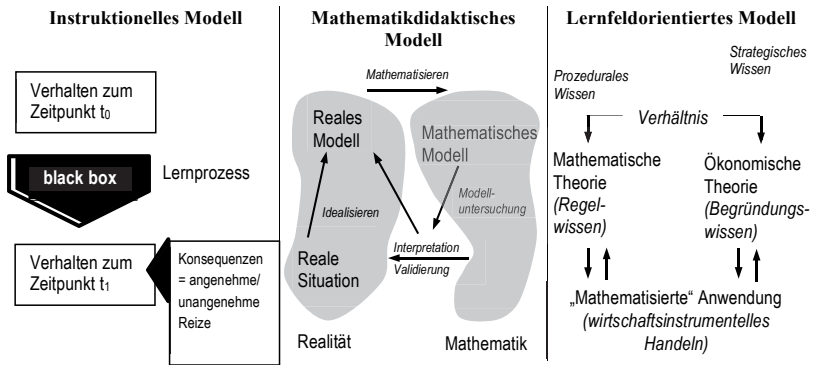 Instruktionelles Modell
Verhalten zum
Zeitpunkt t0
black box
Lernprozess
Verhalten zum
Zeitpunkt t1
Konsequenzen
= angenehme/
unangenehme
Reize
Mathematikdidaktisches
Modell
Mathematisieren
Reales
Modell
Mathematisches
Modell
Idealisieren
Modell-
untersuchung
Interpretation
Validierung
Reale
Situation
Realität
Mathematik
Lernfeldorientiertes Modell
Prozedurales
Wissen
Strategisches
Wissen
Verhältnis
Mathematische
Theorie
(Regel-
wissen)
Ökonomische
Theorie
(Begründungs-
wissen)
„Mathematisierte“ Anwendung
(wirtschaftsinstrumentelles
Handeln)